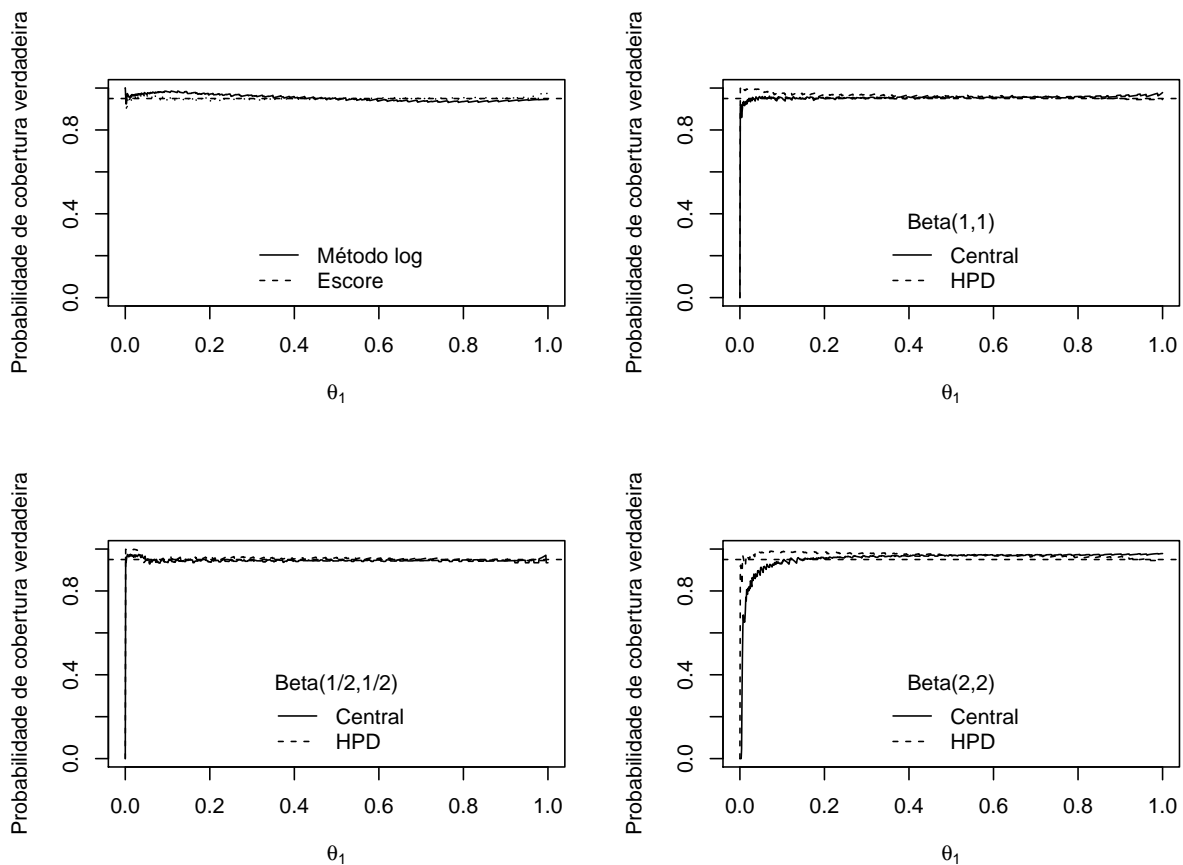 Probabilidade de cobertura verdadeira
0.0 0.4 0.8
Método log
Escore
0.0 0.2 0.4 0.6 0.8 1.0
θ1
Probabilidade de cobertura verdadeira
0.0 0.4 0.8
Beta(1,1)
Central
HPD
0.0 0.2 0.4 0.6 0.8 1.0
θ1
Probabilidade de cobertura verdadeira
0.0 0.4 0.8
Beta(1/2,1/2)
Central
HPD
0.0 0.2 0.4 0.6 0.8 1.0
θ1
Probabilidade de cobertura verdadeira
0.0 0.4 0.8
Beta(2,2)
Central
HPD
0.0 0.2 0.4 0.6 0.8 1.0
θ1